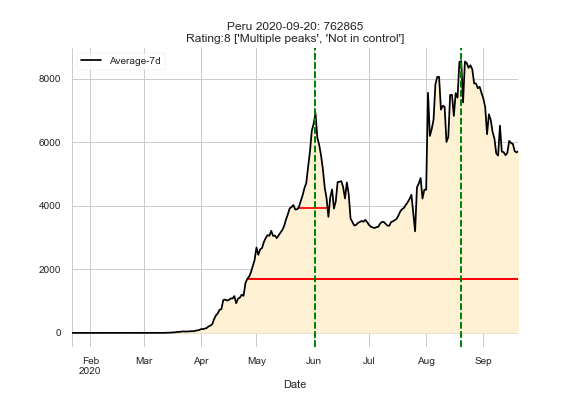 Peru 2020-09-20: 762865
Rating:8 ['Multiple peaks', 'Not in control']
Average-7d
8000
6000
4000
2000
0
Feb Mar Apr May Jun Jul Aug Sep
2020
Date